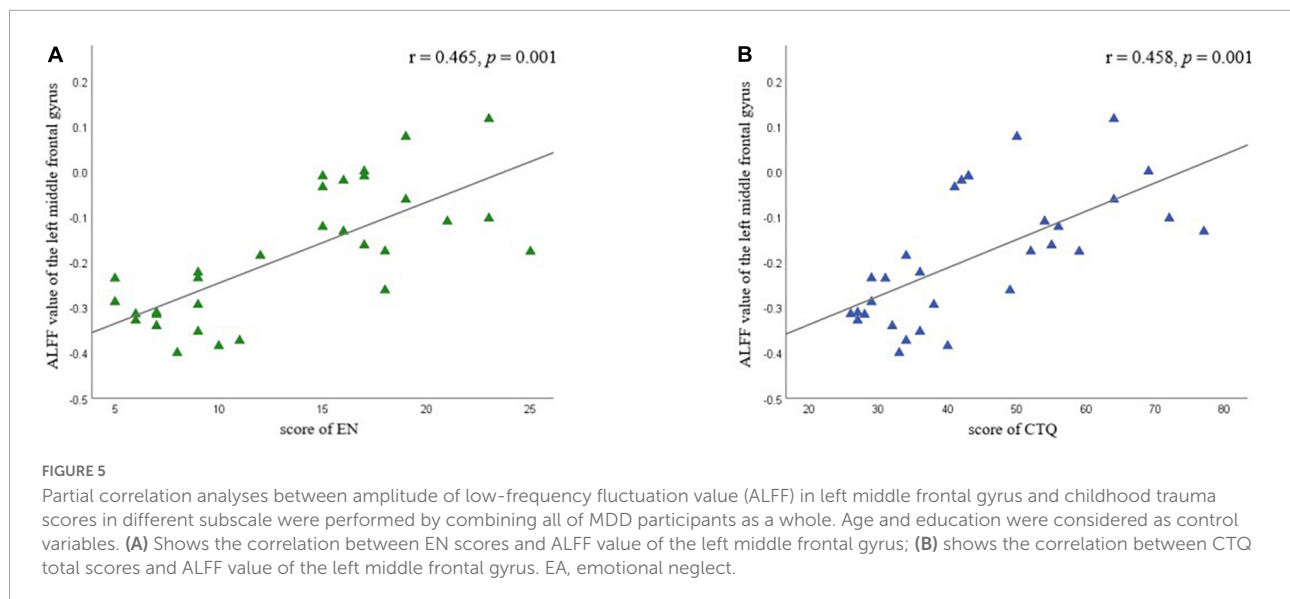 A
r = 0.465, p = 0.001
ALFF value of the left middle frontal gyrus
0.2
0.1
0.0
-0.1
-0.2
-0.3
-0.4
-0.5
5 10 15 20 25
score of EN
B
r = 0.458, p = 0.001
ALFF value of the left middle frontal gyrus
0.2
0.1
0.0
-0.1
-0.2
-0.3
-0.4
-0.5
20 30 40 50 60 70 80
score of CTQ
FIGURE 5
Partial correlation analyses between amplitude of low-frequency fluctuation value (ALFF) in left middle frontal gyrus and childhood trauma
scores in different subscale were performed by combining all of MDD participants as a whole. Age and education were considered as control
variables. (A) Shows the correlation between EN scores and ALFF value of the left middle frontal gyrus; (B) shows the correlation between CTQ
total scores and ALFF value of the left middle frontal gyrus. EA, emotional neglect.